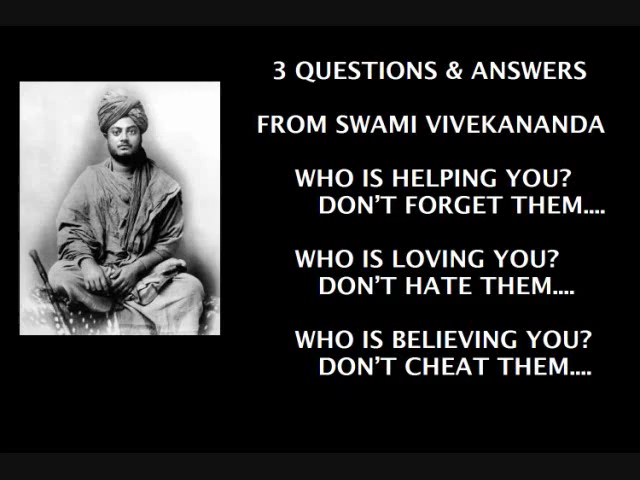 3 QUESTIONS & ANSWERS
FROM SWAMI VIVEKANANDA
WHO IS HELPING YOU?
DON'T FORGET THEM....
WHO IS LOVING YOU?
DON'T HATE THEM....
WHO IS BELIEVING YOU?
DON'T CHEAT THEM....